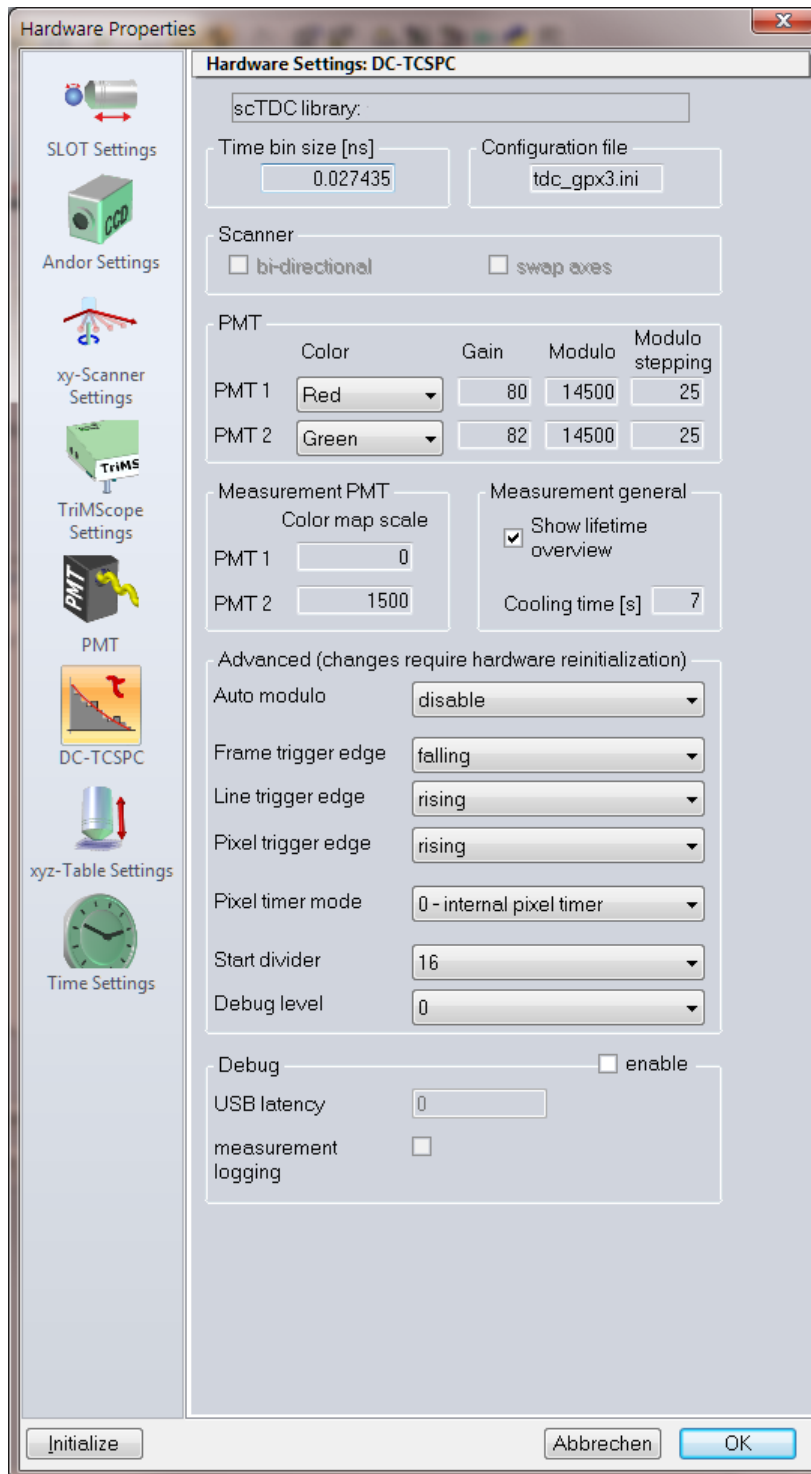 Hardware Properties
SLOT Settings
CCD
Andor Settings
xy-Scanner
Settings
TriMS
TriMScope
Settings
PMT
PMT
τ
DC-TCSPC
xyz-Table Settings
Time Settings
Hardware Settings: DC-TCSPC
scTDC library:
Time bin size [ns]
0.027435
Configuration file
tdc_gpx3.ini
Scanner
bi-directional
swap axes
PMT
Color Gain Modulo Modulo
stepping
PMT 1 Red 80 14500 25
PMT 2 Green 82 14500 25
Measurement PMT
Color map scale
PMT 1 0
PMT 2 1500
Measurement general
Show lifetime
overview
Cooling time [s] 7
Advanced (changes require hardware reinitialization)
Auto modulo disable
Frame trigger edge falling
Line trigger edge rising
Pixel trigger edge rising
Pixel timer mode 0 - internal pixel timer
Start divider 16
Debug level 0
Debug enable
USB latency 0
measurement
logging
Initialize Abbrechen OK